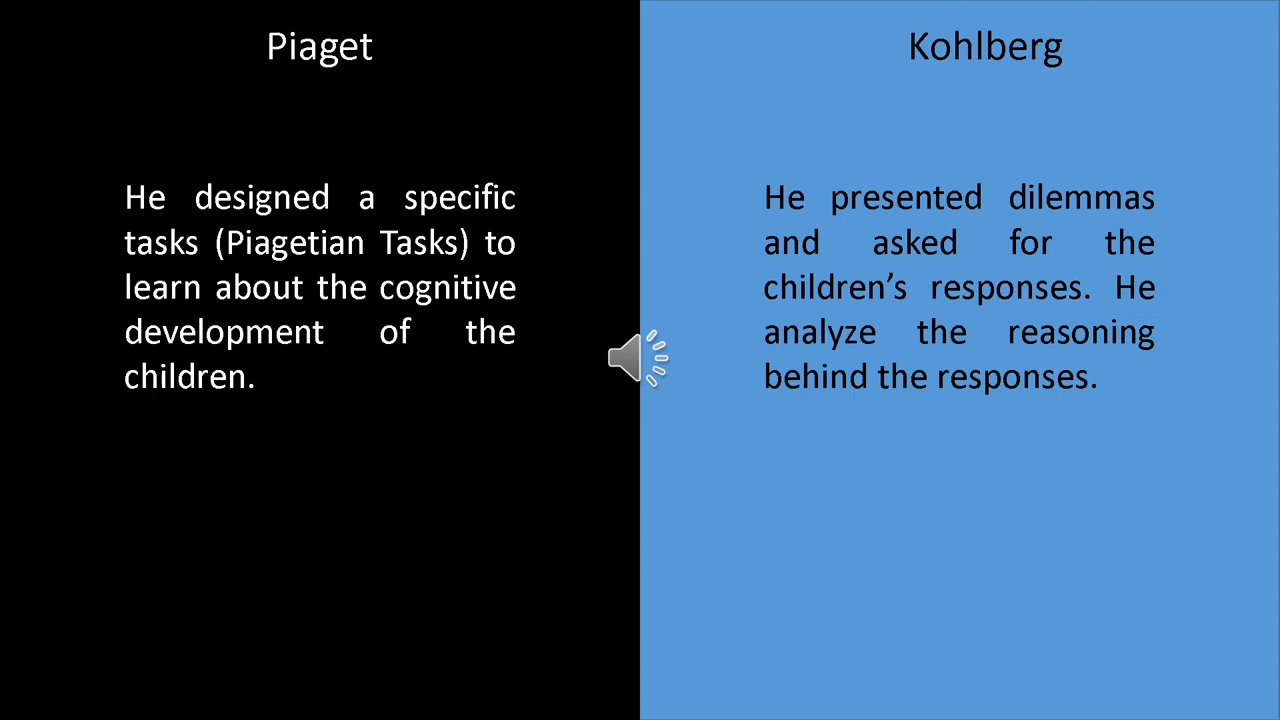 Piaget
He designed a specific
tasks (Piagetian Tasks) to
learn about the cognitive
development of the
children.
Kohlberg
He presented dilemmas
and asked for the
children’s responses. He
analyze the reasoning
behind the responses.